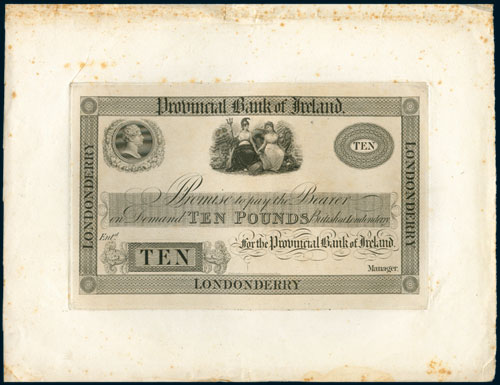 Provincial Bank of Ireland.
TEN
LONDONDERRY
LONDONDERRY
I Promise to pay the Bearer
on Demand TEN POUNDS British at Londonderry
Ent.d
For the Provincial Bank of Ireland.
TEN
Manager
LONDONDERRY